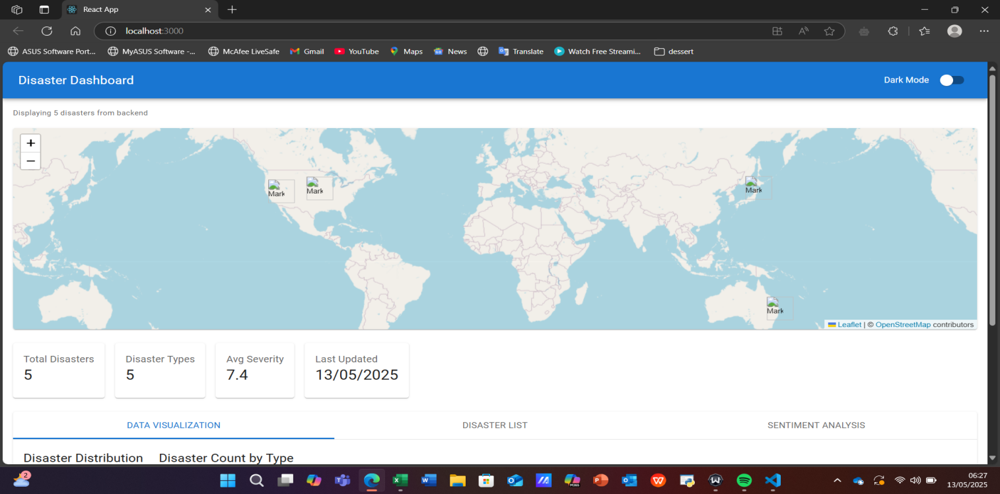 React App
localhost:3000
ASUS Software Port...
MyASUS Software -...
McAfee LiveSafe
Gmail
YouTube
Maps
News
Translate
Watch Free Streami...
dessert
Disaster Dashboard
Dark Mode
Displaying 5 disasters from backend
+
−
Mark
Mark
Mark
Mark
Leaflet | © OpenStreetMap contributors
Total Disasters
5
Disaster Types
5
Avg Severity
7.4
Last Updated
13/05/2025
DATA VISUALIZATION
DISASTER LIST
SENTIMENT ANALYSIS
Disaster Distribution
Disaster Count by Type
2
06:27
13/05/2025